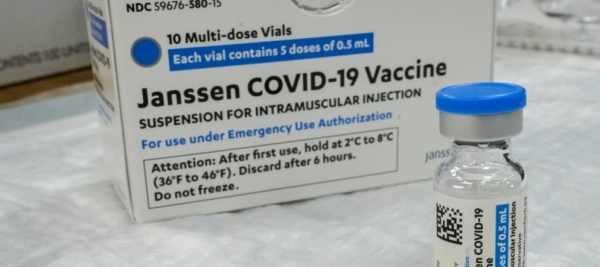 NDC 59676-580-15
10 Multi-dose Vials
Each vial contains 5 doses of 0.5 mL
Janssen COVID-19 Vaccine
SUSPENSION FOR INTRAMUSCULAR INJECTION
For use under Emergency Use Authorization
Attention: After first use, hold at 2°C to 8°C
(36°F to 46°F). Discard after 6 hours.
Do not freeze.
janss
COVID-19
of 0.5 mL
Injection